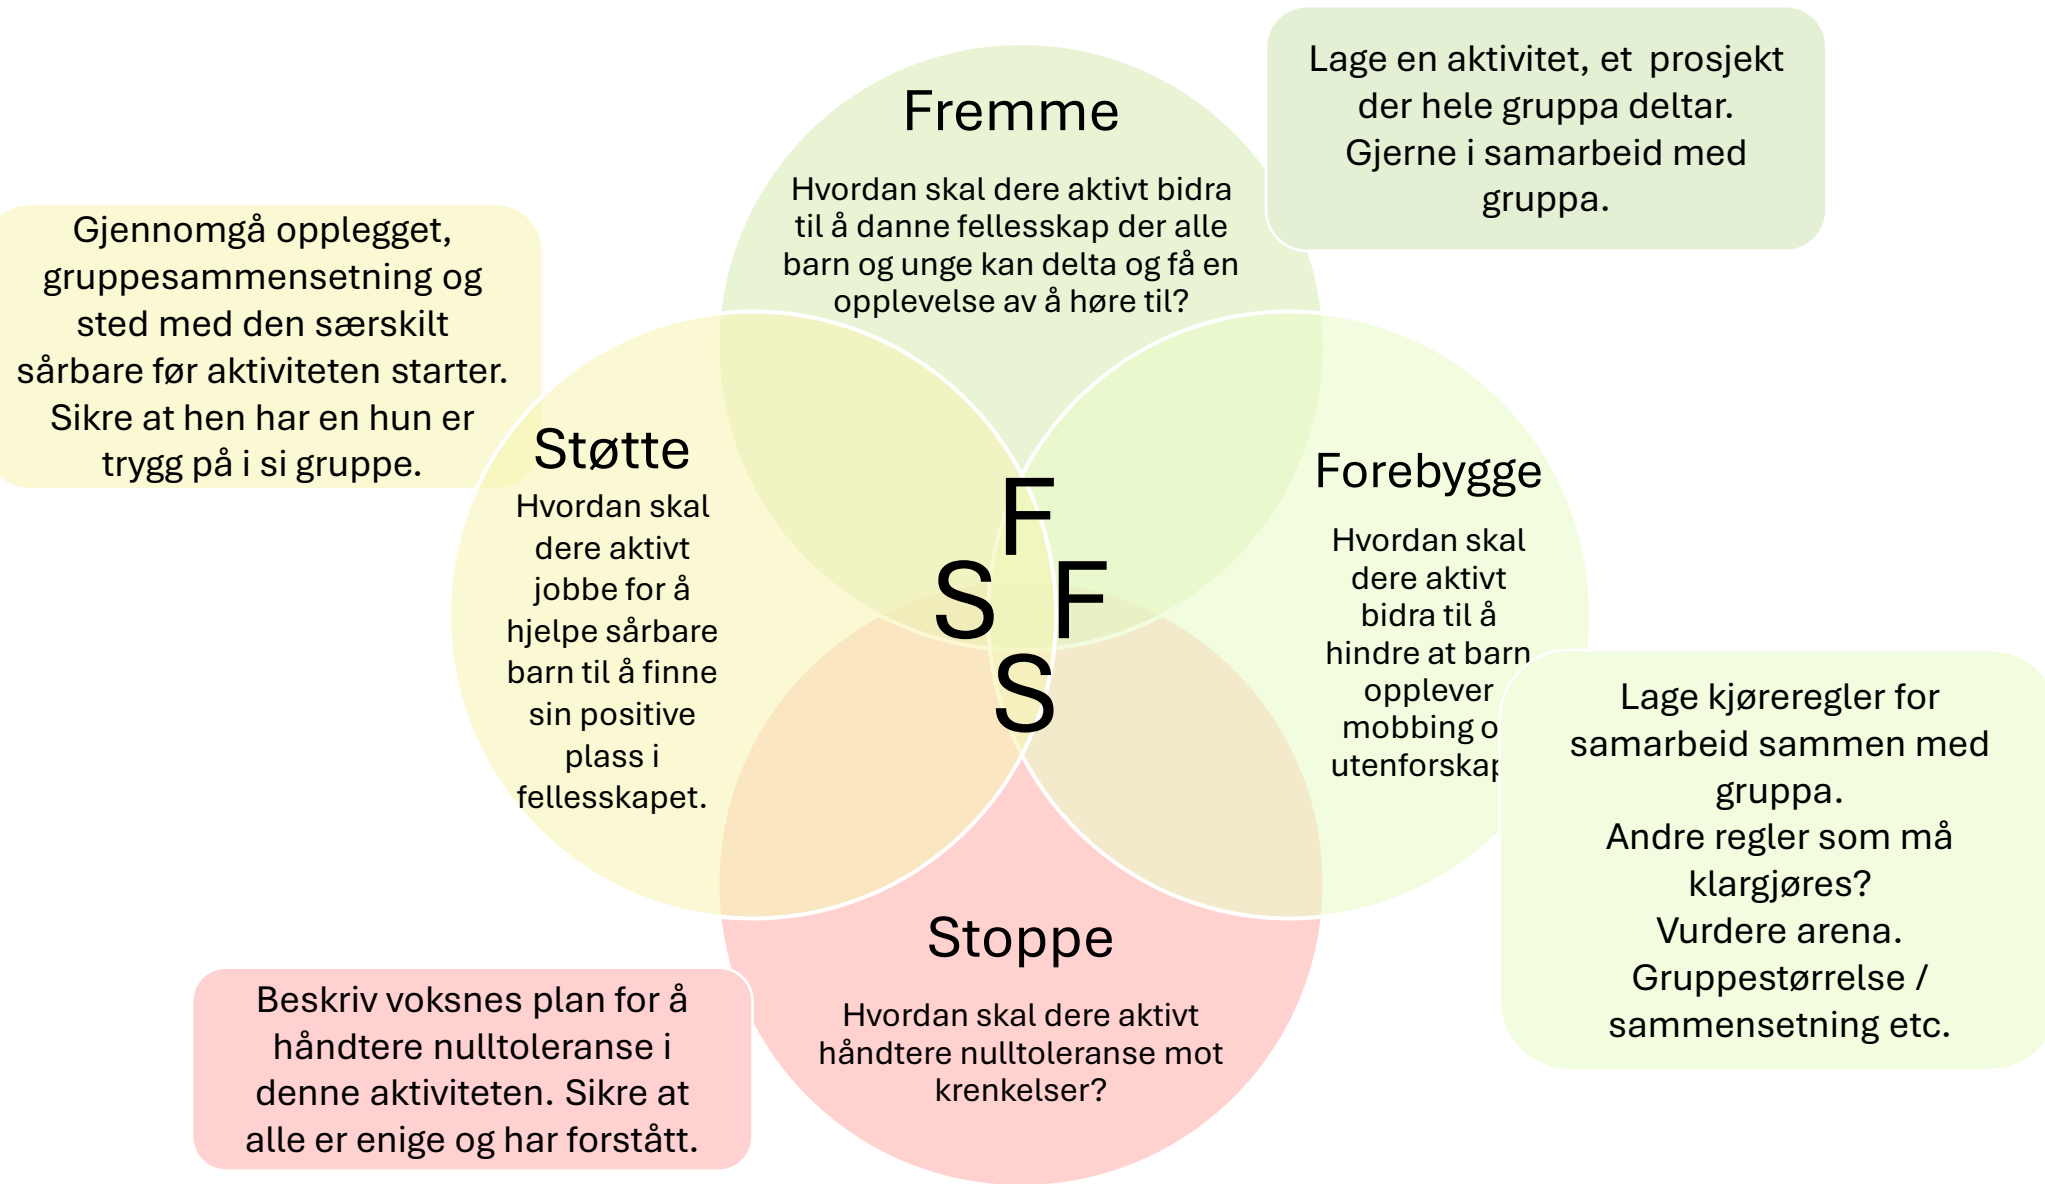 Fremme
Hvordan skal dere aktivt bidra
til å danne fellesskap der alle
barn og unge kan delta og få en
opplevelse av å høre til?
Lage en aktivitet, et  prosjekt
der hele gruppa deltar.
Gjerne i samarbeid med
gruppa.
Gjennomgå opplegget,
gruppesammensetning og
sted med den særskilt
sårbare før aktiviteten starter.
Sikre at hen har en hun er
trygg på i si gruppe.
Støtte
Hvordan skal
dere aktivt
jobbe for å
hjelpe sårbare
barn til å finne
sin positive
plass i
fellesskapet.
F
S F
S
Forebygge
Hvordan skal
dere aktivt
bidra til å
hindre at barn
opplever
mobbing o
utenforskap
Lage kjøreregler for
samarbeid sammen med
gruppa.
Andre regler som må
klargjøres?
Vurdere arena.
Gruppestørrelse /
sammensetning etc.
Stoppe
Hvordan skal dere aktivt
håndtere nulltoleranse mot
krenkelser?
Beskriv voksnes plan for å
håndtere nulltoleranse i
denne aktiviteten. Sikre at
alle er enige og har forstått.